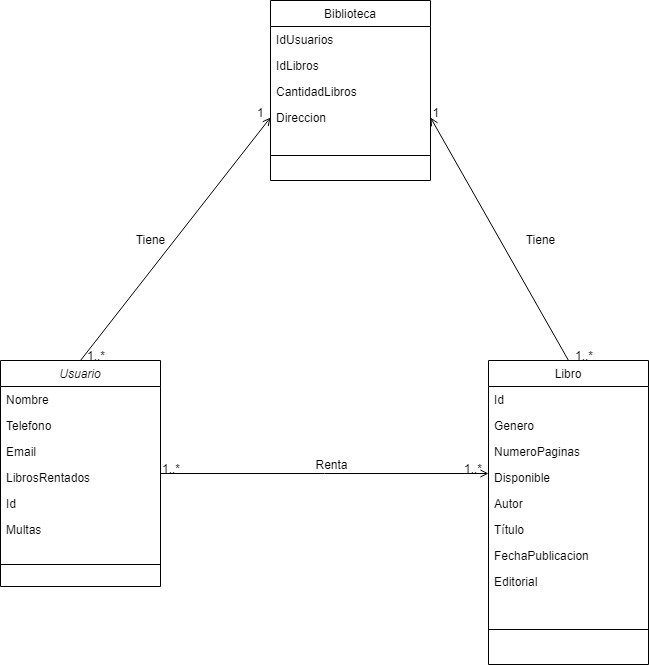 Biblioteca
IdUsuarios
IdLibros
CantidadLibros
Direccion
1
1
Tiene
Tiene
1..*
1..*
Usuario
Nombre
Telefono
Email
LibrosRentados
Id
Multas
1..*
Renta
1..*
Libro
Id
Genero
NumeroPaginas
Disponible
Autor
Título
FechaPublicacion
Editorial